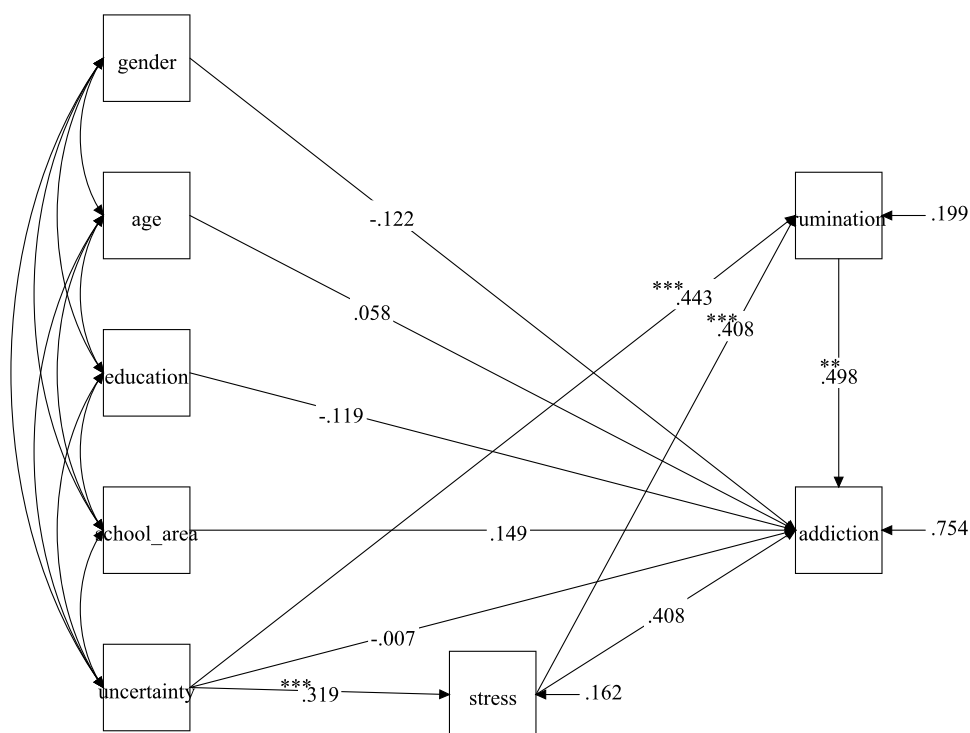 gender
-.122
age
rumination
.199
***
.443
.058
***
.408
**
.498
education
-.119
chool_area
.149
addiction
.754
.408
-.007
uncertainty
***
.319
stress
.162